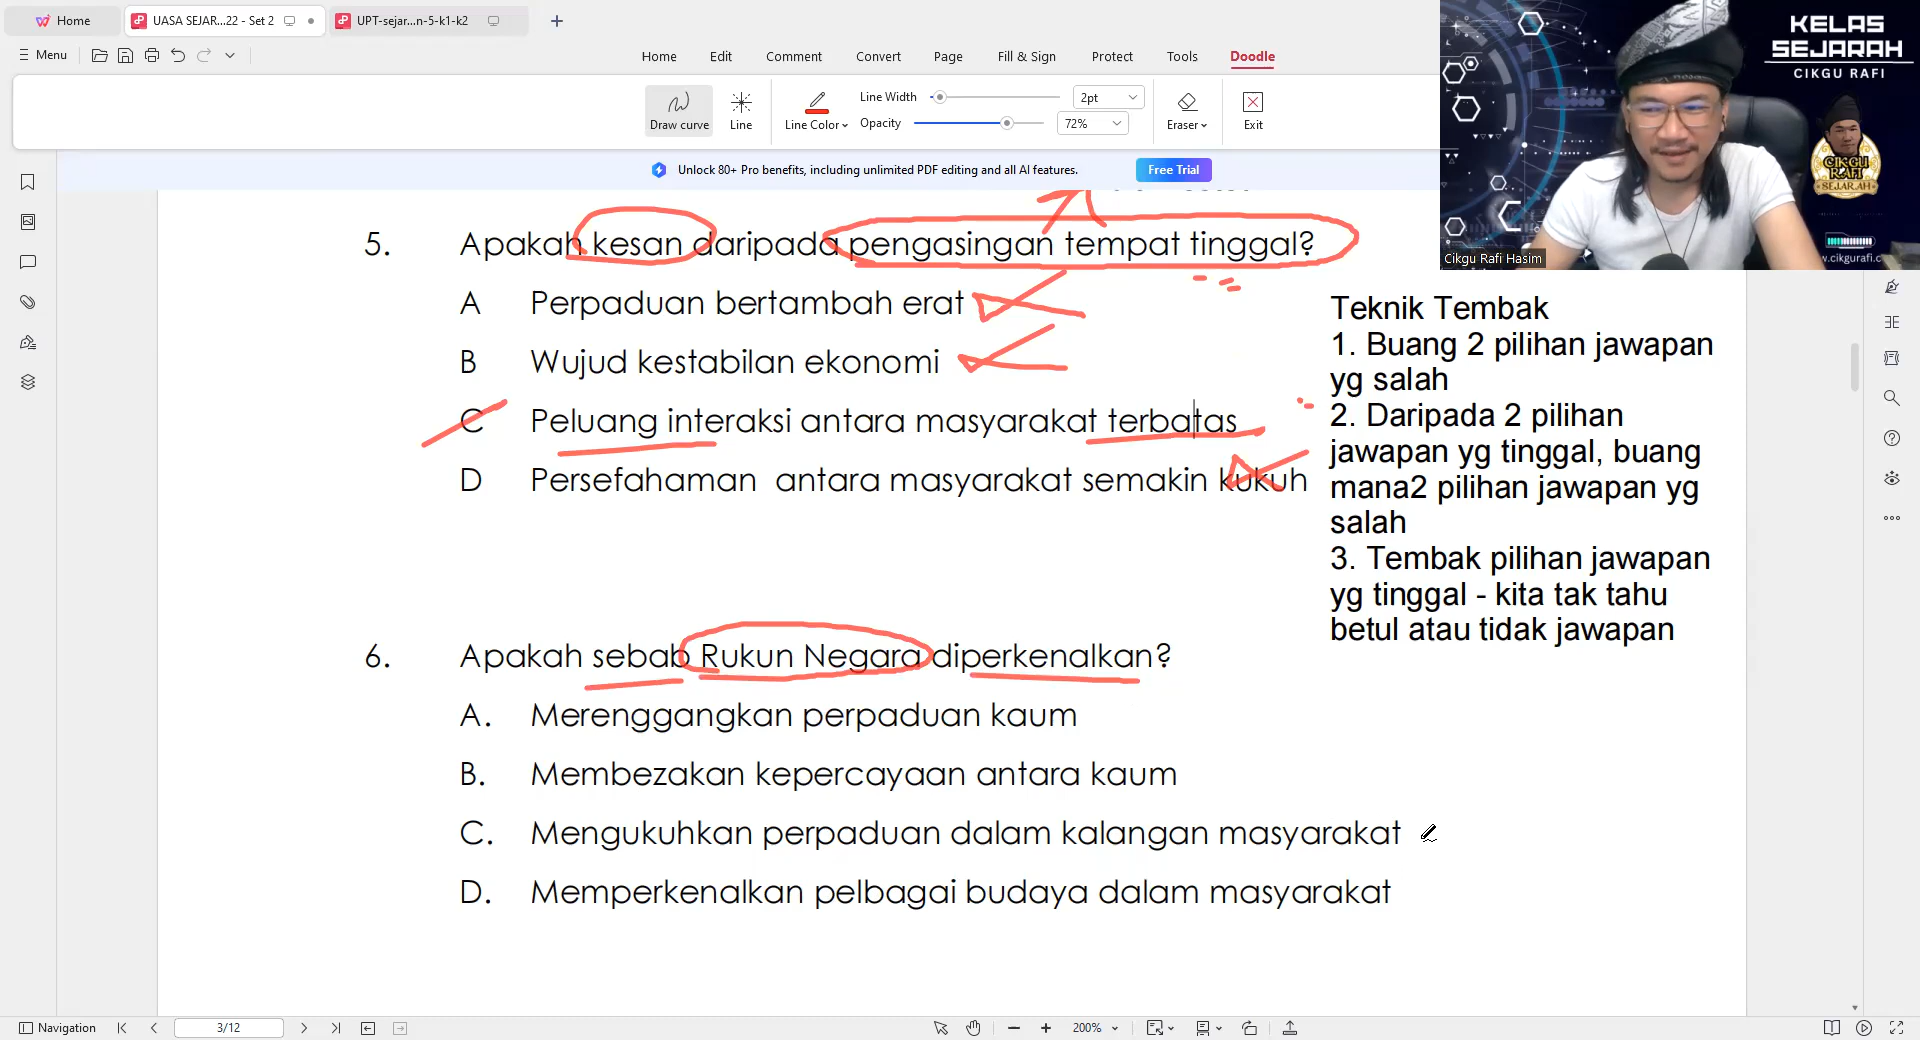 Home
UASA SEJAR...22 - Set 2
UPT-sejar...n-5-k1-k2
Menu
Home Edit Comment Convert Page Fill & Sign Protect Tools Doodle
Draw curve
Line
Line Color
Line Width
2pt
Opacity
72%
Eraser
Exit
Unlock 80+ Pro benefits, including unlimited PDF editing and all AI features.
Free Trial
KELAS
SEJARAH
CIKGU RAFI
CIKGU
RAFI
SEJARAH
Cikgu Rafi Hasim
5. Apakah kesan daripada pengasingan tempat tinggal?
A Perpaduan bertambah erat
B Wujud kestabilan ekonomi
C Peluang interaksi antara masyarakat terbatas
D Persefahaman antara masyarakat semakin kukuh
Teknik Tembak
1. Buang 2 pilihan jawapan
yg salah
2. Daripada 2 pilihan
jawapan yg tinggal, buang
mana2 pilihan jawapan yg
salah
3. Tembak pilihan jawapan
yg tinggal - kita tak tahu
betul atau tidak jawapan
6. Apakah sebab Rukun Negara diperkenalkan?
A. Merenggangkan perpaduan kaum
B. Membezakan kepercayaan antara kaum
C. Mengukuhkan perpaduan dalam kalangan masyarakat
D. Memperkenalkan pelbagai budaya dalam masyarakat
Navigation
3/12
200%